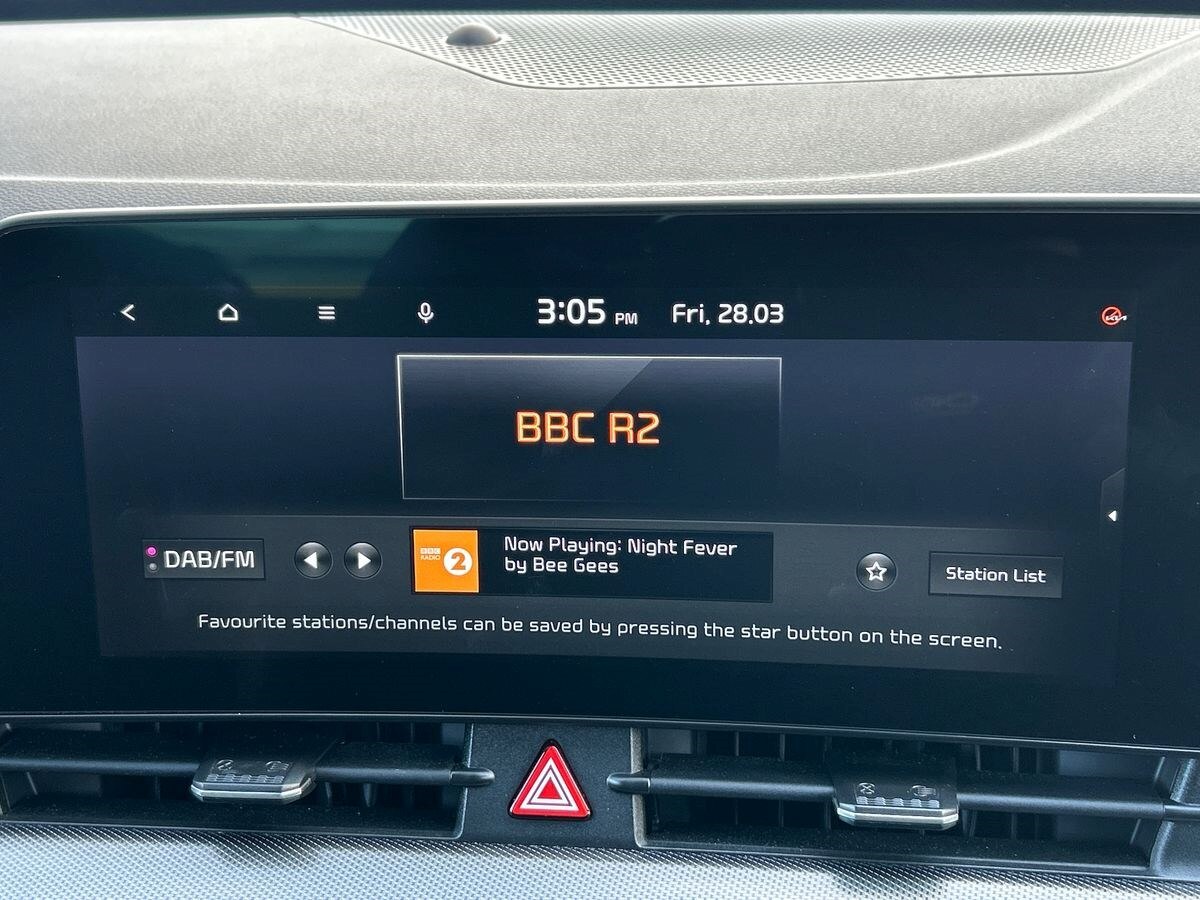 3:05 PM Fri, 28.03
BBC R2
DAB/FM
BBC
RADIO 2
Now Playing: Night Fever
by Bee Gees
Station List
Favourite stations/channels can be saved by pressing the star button on the screen.